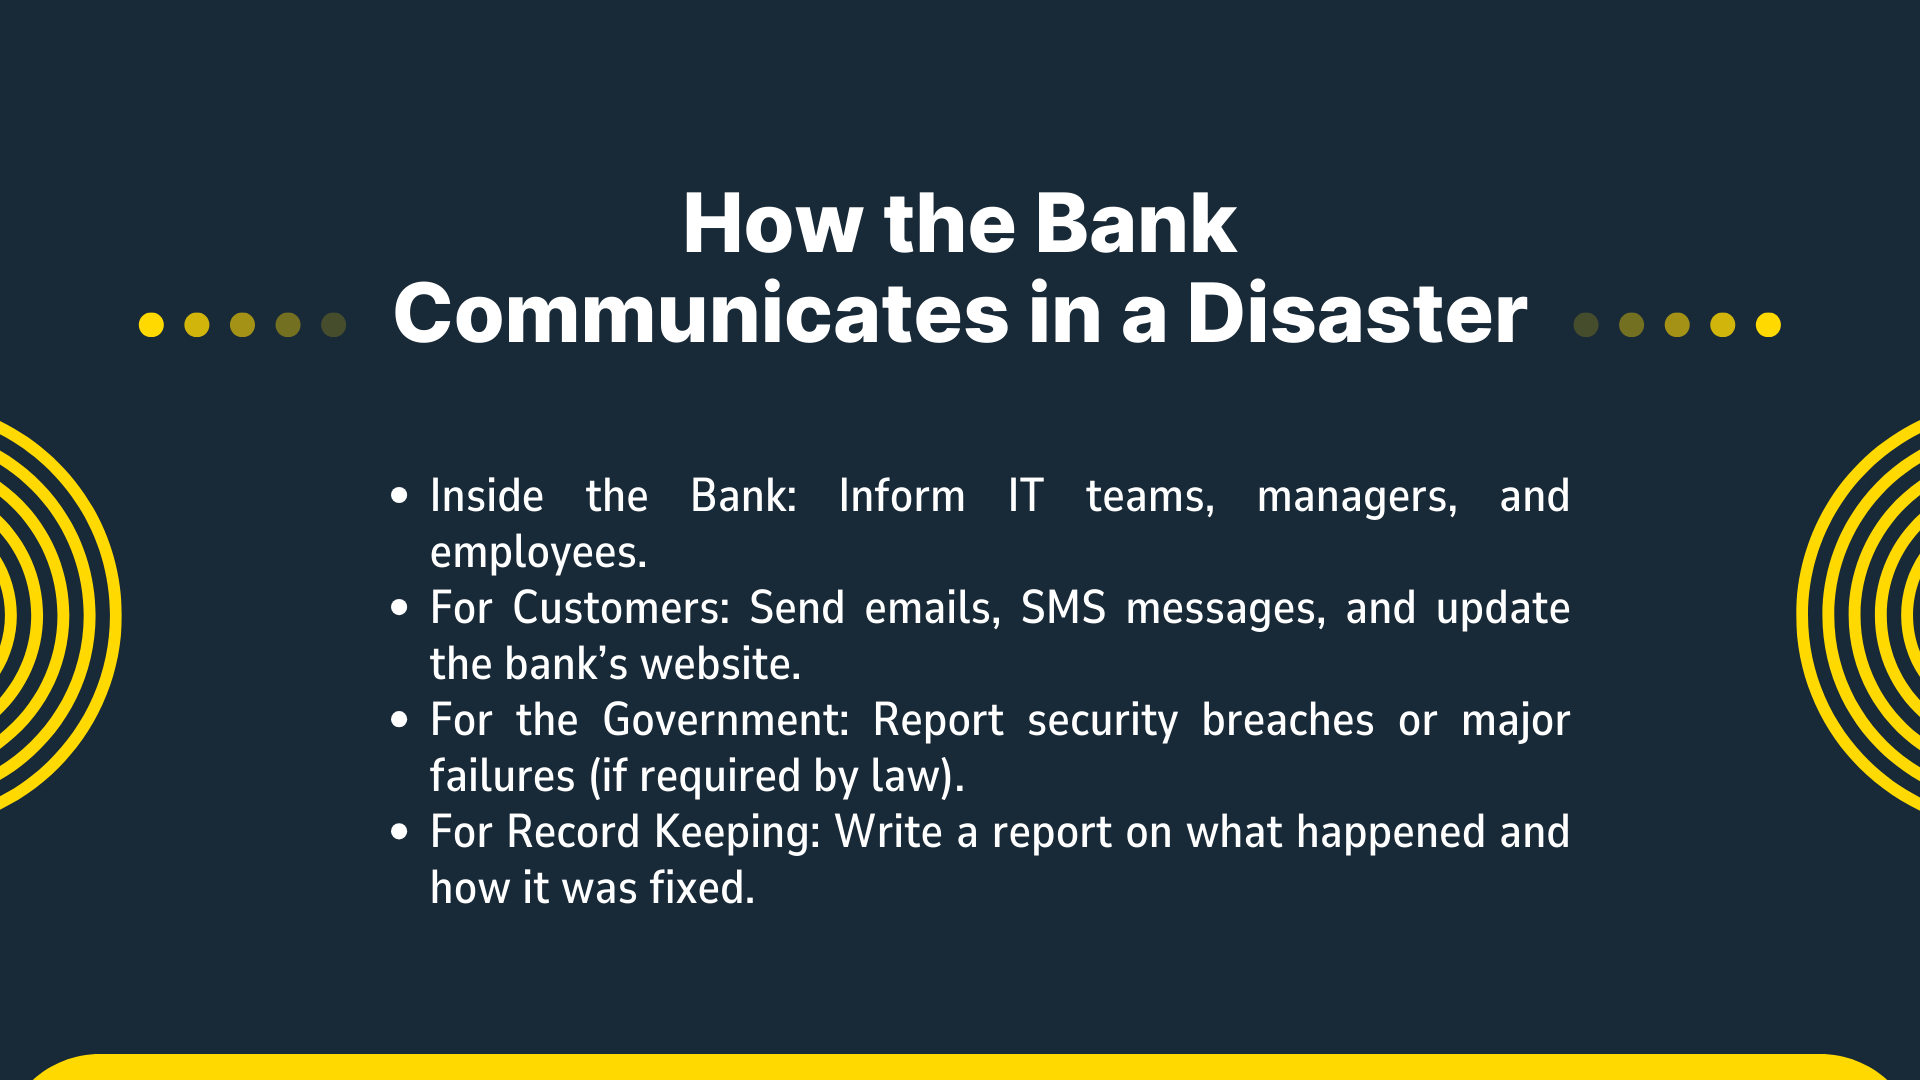 How the Bank
Communicates in a Disaster
• Inside the Bank: Inform IT teams, managers, and
employees.
• For Customers: Send emails, SMS messages, and update
the bank’s website.
• For the Government: Report security breaches or major
failures (if required by law).
• For Record Keeping: Write a report on what happened and
how it was fixed.